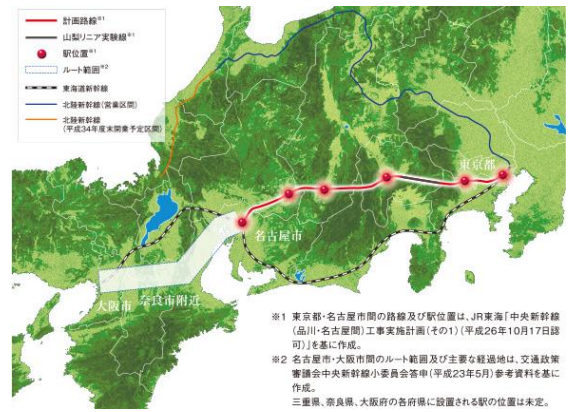 計画路線※1
山梨リニア実験線※1
駅位置※1
ルート範囲※2
東海道新幹線
北陸新幹線(営業区間)
北陸新幹線
(平成34年度末開業予定区間)
東京都
名古屋市
奈良市附近
大阪市
※1 東京都・名古屋市間の路線及び駅位置は、JR東海「中央新幹線
(品川・名古屋間)工事実施計画(その1)(平成26年10月17日認
可)」を基に作成。
※2 名古屋市・大阪市間のルート範囲及び主要な経過地は、交通政策
審議会中央新幹線小委員会答申(平成23年5月)参考資料を基に
作成。
三重県、奈良県、大阪府の各府県に設置される駅の位置は未定。